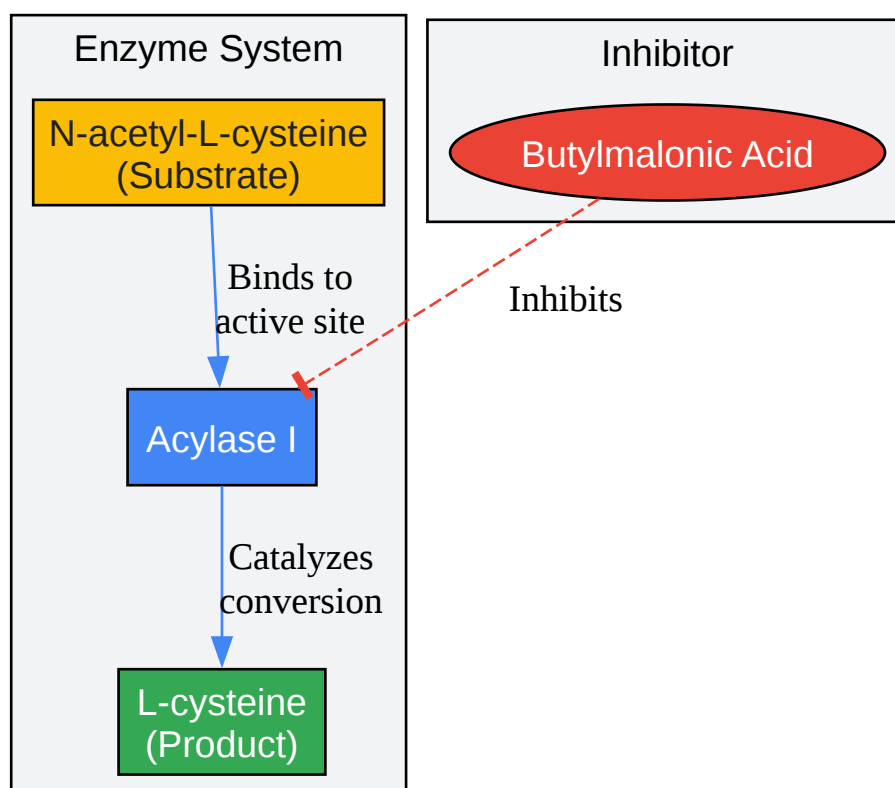 Enzyme System
N-acetyl-L-cysteine
(Substrate)
Binds to
active site
Acylase I
Catalyzes
conversion
L-cysteine
(Product)
Inhibitor
Butylmalonic Acid
Inhibits